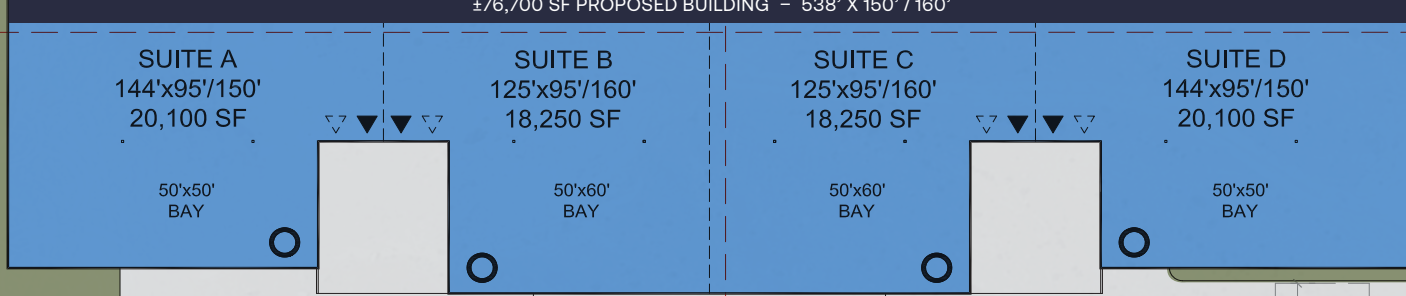 ±76,700 SF PROPOSED BUILDING – 538' X 150' / 160'
SUITE A
144'x95'/150'
20,100 SF
50'x50'
BAY
SUITE B
125'x95'/160'
18,250 SF
50'x60'
BAY
SUITE C
125'x95'/160'
18,250 SF
50'x60'
BAY
SUITE D
144'x95'/150'
20,100 SF
50'x50'
BAY